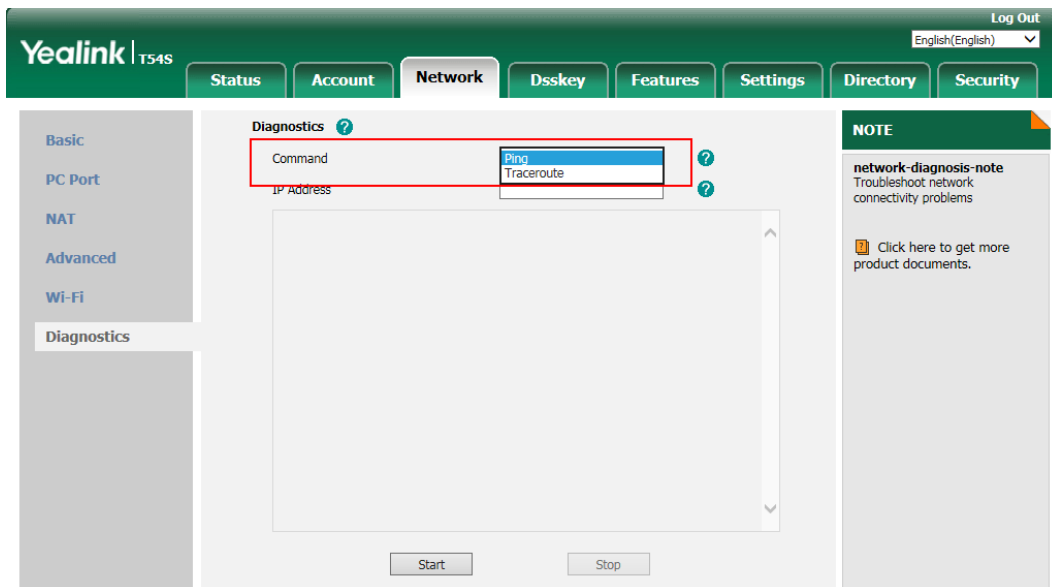 Log Out
English(English)
Yealink T54S
Status Account Network Dsskey Features Settings Directory Security
Basic
PC Port
NAT
Advanced
Wi-Fi
Diagnostics
Diagnostics ?
Command Ping ?
Traceroute
IP Address ?
Start Stop
NOTE
network-diagnosis-note
Troubleshoot network
connectivity problems
? Click here to get more
product documents.